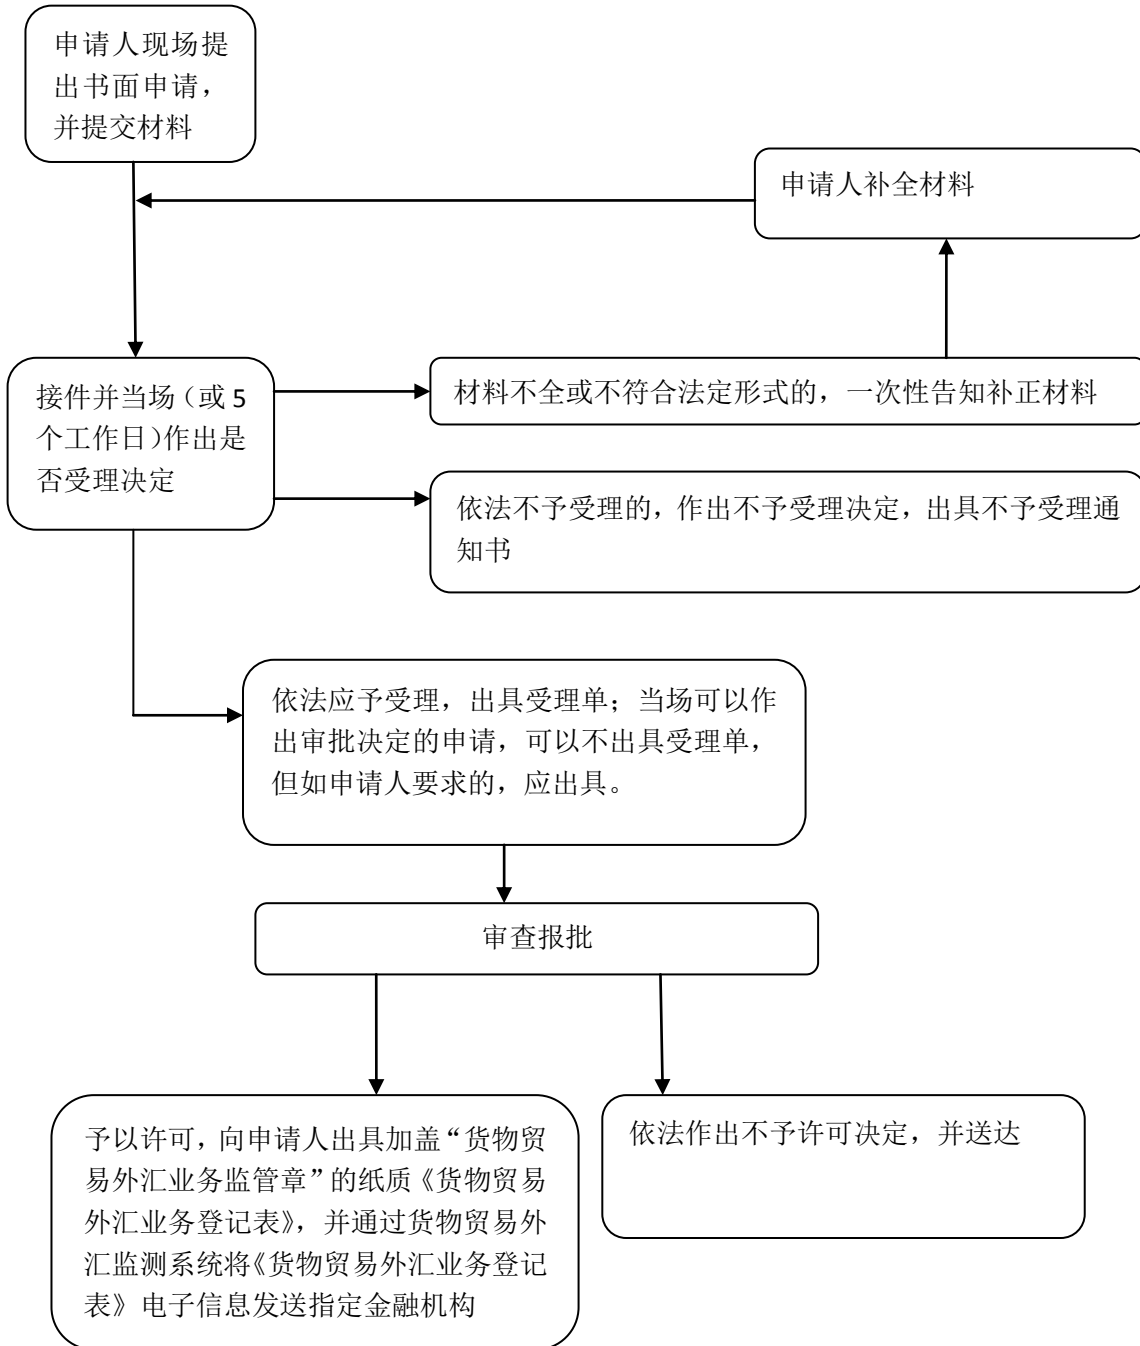 申请人现场提
出书面申请，
并提交材料
申请人补全材料
接件并当场（或 5
个工作日）作出是
否受理决定
材料不全或不符合法定形式的，一次性告知补正材料
依法不予受理的，作出不予受理决定，出具不予受理通
知书
依法应予受理，出具受理单；当场可以作
出审批决定的申请，可以不出具受理单，
但如申请人要求的，应出具。
审查报批
予以许可，向申请人出具加盖“货物贸
易外汇业务监管章”的纸质《货物贸易
外汇业务登记表》，并通过货物贸易外
汇监测系统将《货物贸易外汇业务登记
表》电子信息发送指定金融机构
依法作出不予许可决定，并送达